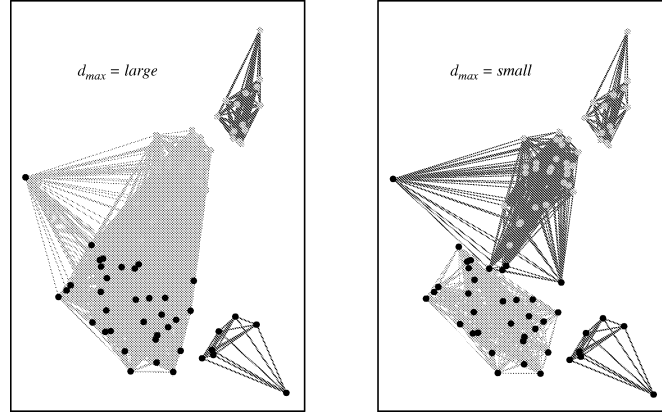 d_max = large
d_max = small